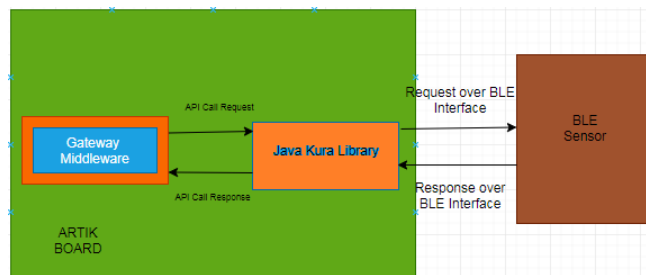 API Call Request
Request over BLE
Interface
BLE
Sensor
Gateway
Middleware
Java Kura Library
API Call Response
Response over
BLE Interface
ARTIK
BOARD